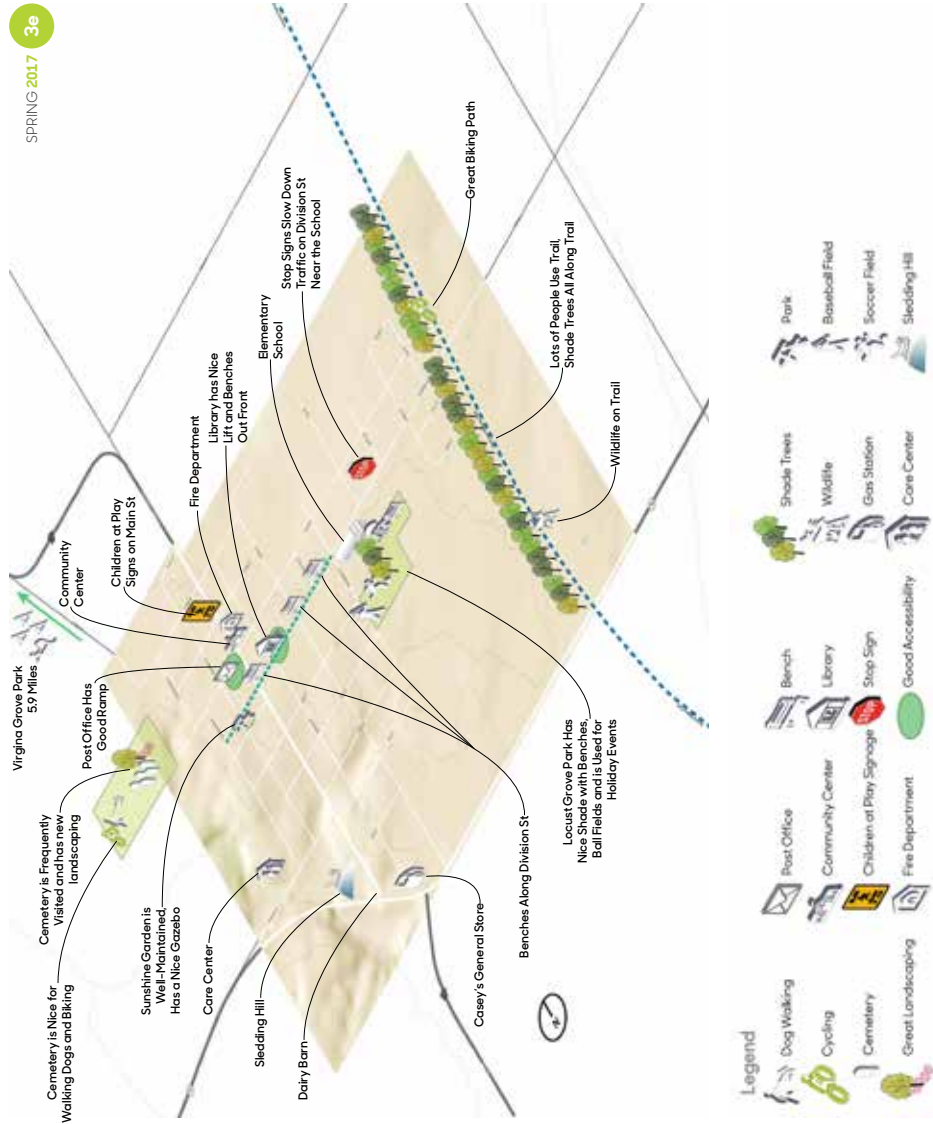 SPRING 2017
3e
Virgina Grove Park
5.9 Miles
Cemetery is Nice for
Walking Dogs and Biking
Cemetery is Frequently
Visited and has new
landscaping
Post Office Has
Good Ramp
Community
Center
Children at Play
Signs on Main St
Fire Department
Library has Nice
Lift and Benches
Out Front
Elementary
School
Stop Signs Slow Down
Traffic on Division St
Near the School
Great Biking Path
Lots of People Use Trail,
Shade Trees All Along Trail
Wildlife on Trail
Sunshine Garden is
Well-Maintained,
Has a Nice Gazebo
Care Center
Sledding Hill
Dairy Barn
Casey's General Store
Benches Along Division St
Locust Grove Park Has
Nice Shade with Benches,
Ball Fields and is Used for
Holiday Events
STOP
Legend
Dog Walking
Cycling
Cemetery
Great Landscaping
Post Office
Community Center
Children at Play Signage
Fire Department
Bench
Library
STOP
Stop Sign
Good Accessibility
Shade Trees
Wildlife
Gas Station
Care Center
Park
Baseball Field
Soccer Field
Sledding Hill